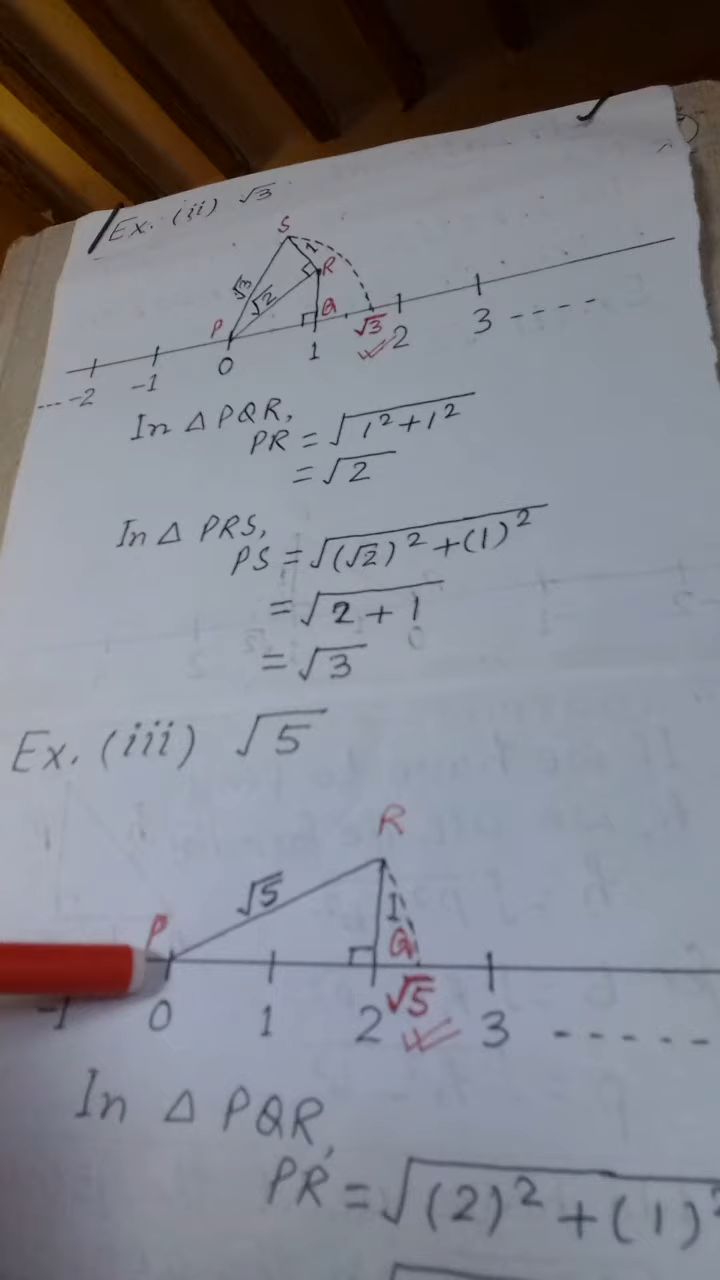 Ex. (ii) √3
S
1
√3
√2
R
P
Q
√3
---- -2 -1 0 1 2 3 ----
In △ PQR,
PR = √1² + 1²
= √2
In △ PRS,
PS = √(√2)² + (1)²
= √2 + 1
= √3
Ex. (iii) √5
R
√5
1
P
Q
√5
-1 0 1 2 3 -----
In △ PQR,
PR = √(2)² + (1)²